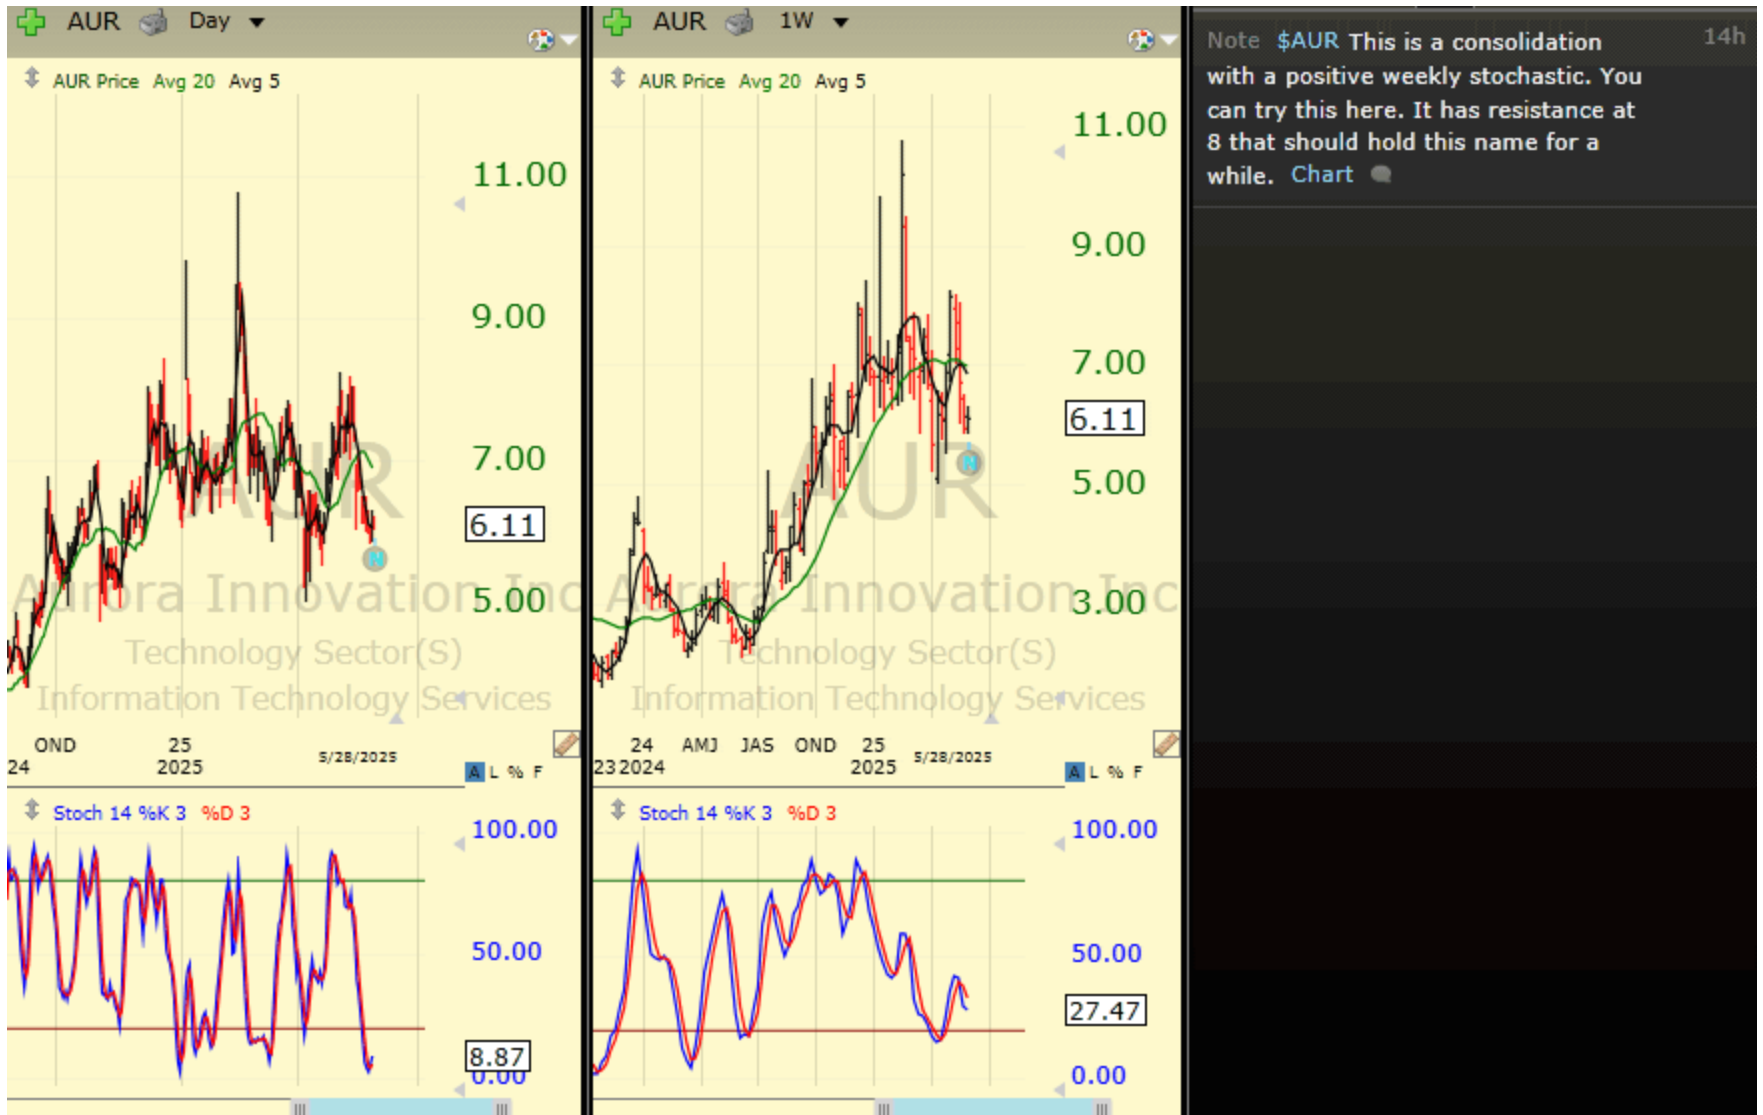 AUR Day
AUR Price Avg 20 Avg 5
11.00
9.00
7.00
6.11
5.00
N
AUR
Aurora Innovation Inc
Technology Sector(S)
Information Technology Services
OND 25 5/28/2025
24 2025
A L % F
Stoch 14 %K 3 %D 3
100.00
50.00
8.87
0.00
AUR 1W
AUR Price Avg 20 Avg 5
11.00
9.00
7.00
6.11
5.00
3.00
N
AUR
Aurora Innovation Inc
Technology Sector(S)
Information Technology Services
24 AMJ JAS OND 25 5/28/2025
23 2024 2025
A L % F
Stoch 14 %K 3 %D 3
100.00
50.00
27.47
0.00
Note $AUR This is a consolidation 14h
with a positive weekly stochastic. You
can try this here. It has resistance at
8 that should hold this name for a
while. Chart